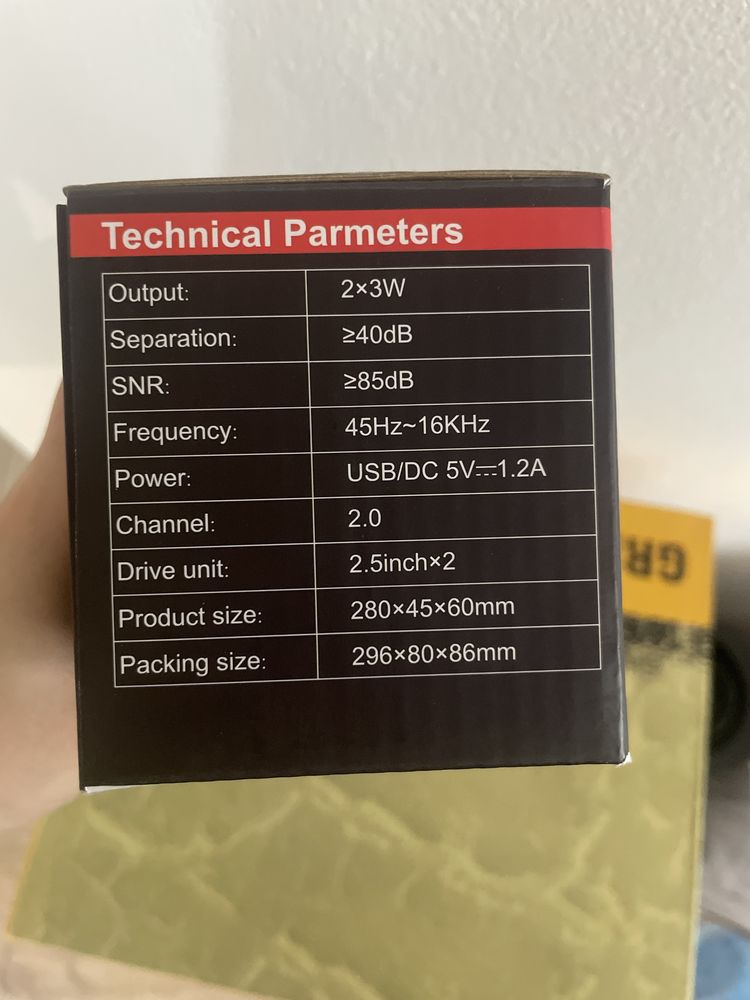 Technical Parmeters
Output: 2×3W
Separation: ≥40dB
SNR: ≥85dB
Frequency: 45Hz~16KHz
Power: USB/DC 5V⎓1.2A
Channel: 2.0
Drive unit: 2.5inch×2
Product size: 280×45×60mm
Packing size: 296×80×86mm
GR